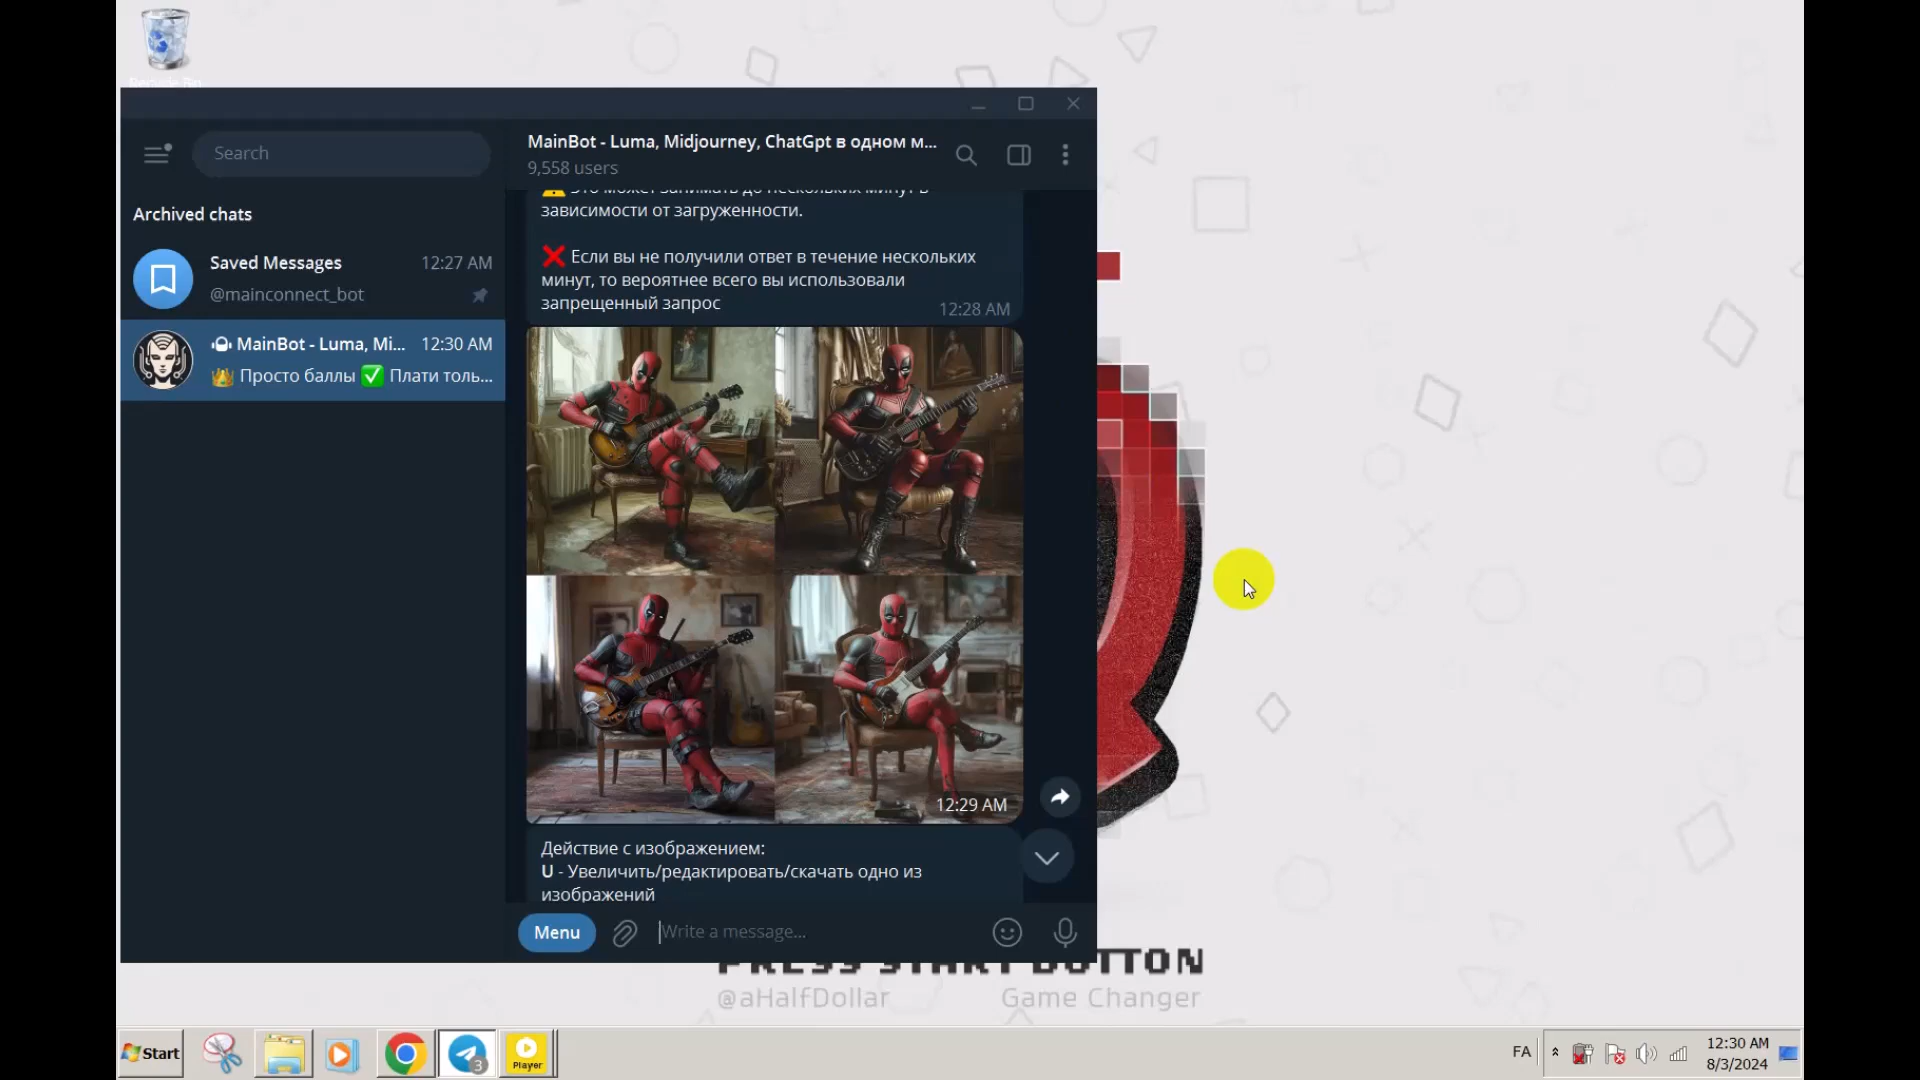 Search
MainBot - Luma, Midjourney, ChatGpt в одном м...
9,558 users
Archived chats
Saved Messages
12:27 AM
@mainconnect_bot
MainBot - Luma, Mi...
12:30 AM
Просто баллы ✅ Плати толь...
Это может занимать до нескольких минут в
зависимости от загруженности.
❌ Если вы не получили ответ в течение нескольких
минут, то вероятнее всего вы использовали
запрещенный запрос
12:28 AM
12:29 AM
Действие с изображением:
U - Увеличить/редактировать/скачать одно из
изображений
Menu
Write a message...
PRESS START BUTTON
@aHalfDollar
Game Changer
Start
3
Player
FA
12:30 AM
8/3/2024